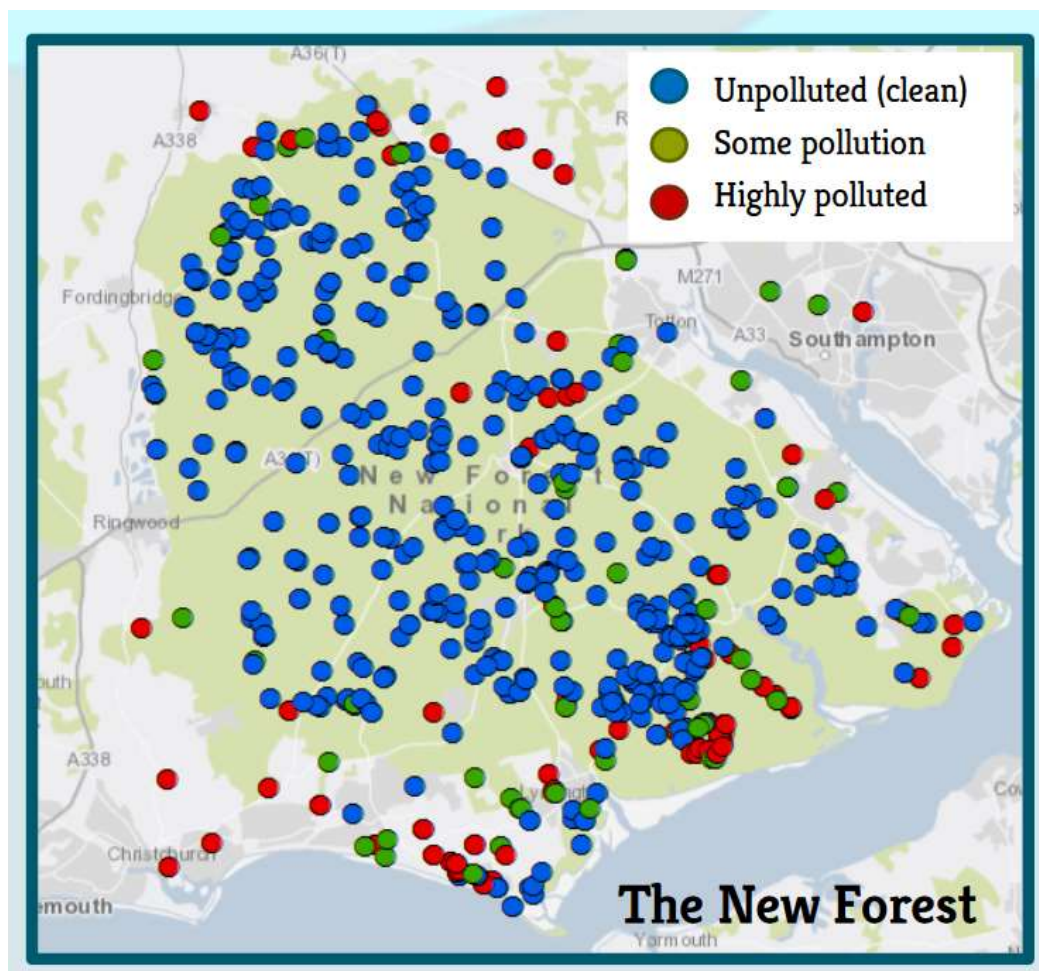 A36(T)
Unpolluted (clean)
A338
Some pollution
Highly polluted
M271
Fordingbridge
Totton
A33
Southampton
New Forest
National
Ringwood
A338
Christchurch
emouth
The New Forest
Yarmouth